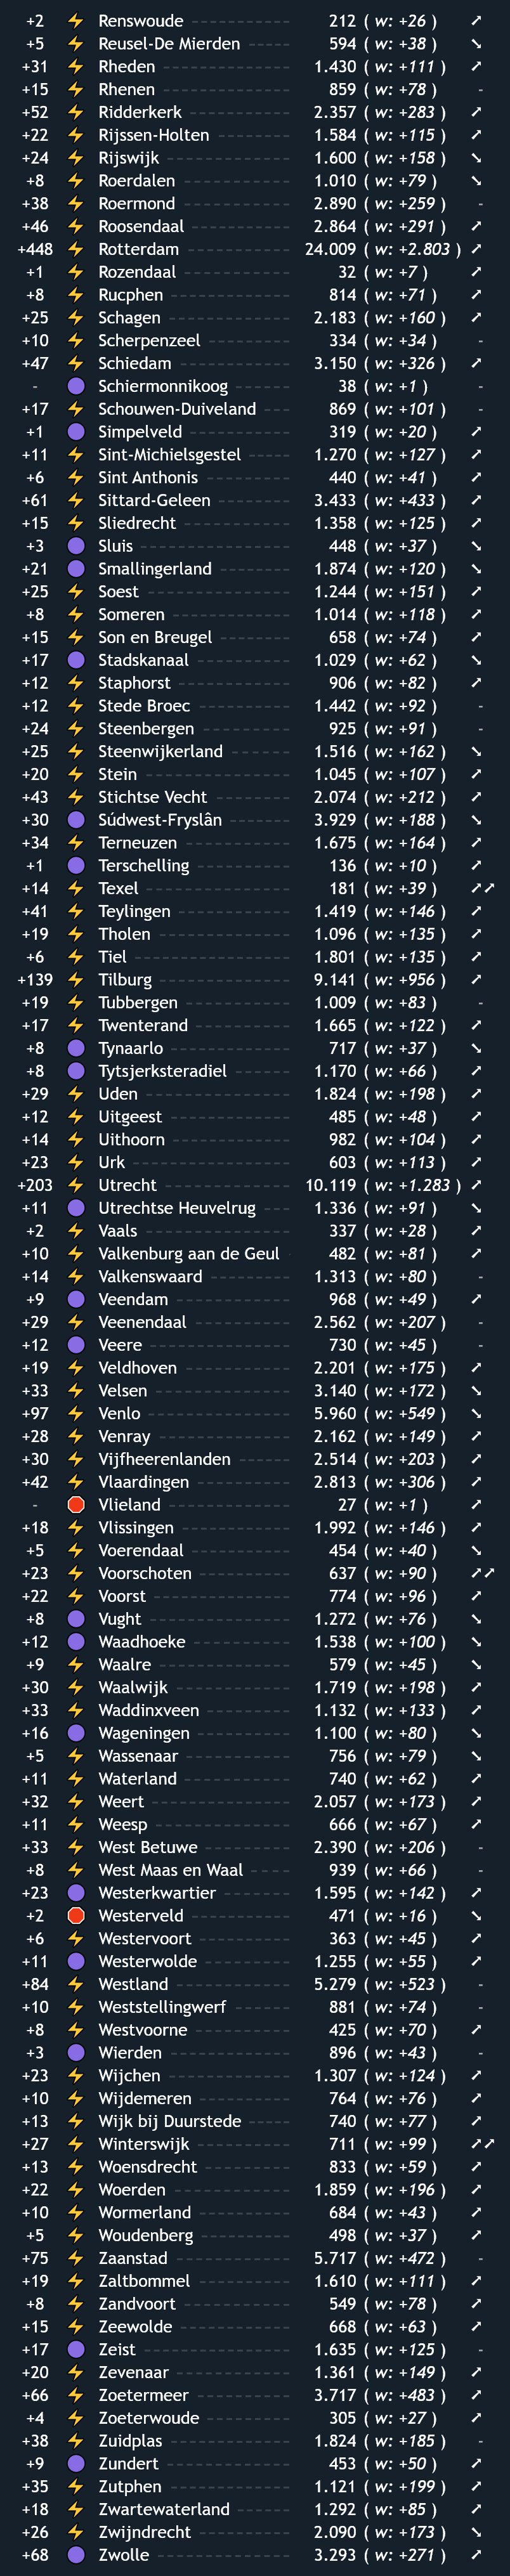 +2 ⚡ Renswoude 212 ( w: +26 ) ➚
+5 ⚡ Reusel-De Mierden 594 ( w: +38 ) ➘
+31 ⚡ Rheden 1.430 ( w: +111 ) ➚
+15 ⚡ Rhenen 859 ( w: +78 ) -
+52 ⚡ Ridderkerk 2.357 ( w: +283 ) ➚
+22 ⚡ Rijssen-Holten 1.584 ( w: +115 ) ➚
+24 ⚡ Rijswijk 1.600 ( w: +158 ) ➘
+8 ⚡ Roerdalen 1.010 ( w: +79 ) ➘
+38 ⚡ Roermond 2.890 ( w: +259 ) -
+46 ⚡ Roosendaal 2.864 ( w: +291 ) ➚
+448 ⚡ Rotterdam 24.009 ( w: +2.803 ) ➚
+1 ⚡ Rozendaal 32 ( w: +7 ) ➚
+8 ⚡ Rucphen 814 ( w: +71 ) ➚
+25 ⚡ Schagen 2.183 ( w: +160 ) ➚
+10 ⚡ Scherpenzeel 334 ( w: +34 ) -
+47 ⚡ Schiedam 3.150 ( w: +326 ) ➚
- 🟣 Schiermonnikoog 38 ( w: +1 ) -
+17 ⚡ Schouwen-Duiveland 869 ( w: +101 ) -
+1 🟣 Simpelveld 319 ( w: +20 ) ➚
+11 ⚡ Sint-Michielsgestel 1.270 ( w: +127 ) ➚
+6 ⚡ Sint Anthonis 440 ( w: +41 ) ➚
+61 ⚡ Sittard-Geleen 3.433 ( w: +433 ) ➚
+15 ⚡ Sliedrecht 1.358 ( w: +125 ) ➚
+3 🟣 Sluis 448 ( w: +37 ) ➘
+21 🟣 Smallingerland 1.874 ( w: +120 ) ➘
+25 ⚡ Soest 1.244 ( w: +151 ) ➚
+8 ⚡ Someren 1.014 ( w: +118 ) ➚
+15 ⚡ Son en Breugel 658 ( w: +74 ) ➚
+17 🟣 Stadskanaal 1.029 ( w: +62 ) ➘
+12 ⚡ Staphorst 906 ( w: +82 ) ➚
+12 ⚡ Stede Broec 1.442 ( w: +92 ) -
+24 ⚡ Steenbergen 925 ( w: +91 ) -
+25 ⚡ Steenwijkerland 1.516 ( w: +162 ) ➘
+20 ⚡ Stein 1.045 ( w: +107 ) ➚
+43 ⚡ Stichtse Vecht 2.074 ( w: +212 ) ➚
+30 🟣 Súdwest-Fryslân 3.929 ( w: +188 ) ➘
+34 ⚡ Terneuzen 1.675 ( w: +164 ) ➚
+1 🟣 Terschelling 136 ( w: +10 ) ➚
+14 ⚡ Texel 181 ( w: +39 ) ➚➚
+41 ⚡ Teylingen 1.419 ( w: +146 ) ➚
+19 ⚡ Tholen 1.096 ( w: +135 ) ➚
+6 ⚡ Tiel 1.801 ( w: +135 ) ➚
+139 ⚡ Tilburg 9.141 ( w: +956 ) ➚
+19 ⚡ Tubbergen 1.009 ( w: +83 ) -
+17 ⚡ Twenterand 1.665 ( w: +122 ) ➚
+8 🟣 Tynaarlo 717 ( w: +37 ) ➘
+8 🟣 Tytsjerksteradiel 1.170 ( w: +66 ) ➚
+29 ⚡ Uden 1.824 ( w: +198 ) ➚
+12 ⚡ Uitgeest 485 ( w: +48 ) ➚
+14 ⚡ Uithoorn 982 ( w: +104 ) ➚
+23 ⚡ Urk 603 ( w: +113 ) ➚
+203 ⚡ Utrecht 10.119 ( w: +1.283 ) ➚
+11 🟣 Utrechtse Heuvelrug 1.336 ( w: +91 ) ➘
+2 ⚡ Vaals 337 ( w: +28 ) ➚
+10 ⚡ Valkenburg aan de Geul 482 ( w: +81 ) ➚
+14 ⚡ Valkenswaard 1.313 ( w: +80 ) -
+9 🟣 Veendam 968 ( w: +49 ) ➚
+29 ⚡ Veenendaal 2.562 ( w: +207 ) -
+12 🟣 Veere 730 ( w: +45 ) -
+19 ⚡ Veldhoven 2.201 ( w: +175 ) ➚
+33 ⚡ Velsen 3.140 ( w: +172 ) ➘
+97 ⚡ Venlo 5.960 ( w: +549 ) ➘
+28 ⚡ Venray 2.162 ( w: +149 ) ➚
+30 ⚡ Vijfheerenlanden 2.514 ( w: +203 ) ➚
+42 ⚡ Vlaardingen 2.813 ( w: +306 ) ➚
- 🛑 Vlieland 27 ( w: +1 ) ➚
+18 ⚡ Vlissingen 1.992 ( w: +146 ) ➚
+5 ⚡ Voerendaal 454 ( w: +40 ) ➘
+23 ⚡ Voorschoten 637 ( w: +90 ) ➚➚
+22 ⚡ Voorst 774 ( w: +96 ) ➚
+8 🟣 Vught 1.272 ( w: +76 ) ➘
+12 🟣 Waadhoeke 1.538 ( w: +100 ) ➘
+9 ⚡ Waalre 579 ( w: +45 ) ➘
+30 ⚡ Waalwijk 1.719 ( w: +198 ) ➚
+33 ⚡ Waddinxveen 1.132 ( w: +133 ) ➚
+16 🟣 Wageningen 1.100 ( w: +80 ) ➘
+5 ⚡ Wassenaar 756 ( w: +79 ) ➘
+11 ⚡ Waterland 740 ( w: +62 ) ➚
+32 ⚡ Weert 2.057 ( w: +173 ) ➚
+11 ⚡ Weesp 666 ( w: +67 ) ➚
+33 ⚡ West Betuwe 2.390 ( w: +206 ) -
+8 ⚡ West Maas en Waal 939 ( w: +66 ) -
+23 🟣 Westerkwartier 1.595 ( w: +142 ) ➚
+2 🛑 Westerveld 471 ( w: +16 ) ➘
+6 ⚡ Westervoort 363 ( w: +45 ) ➚
+11 🟣 Westerwolde 1.255 ( w: +55 ) ➚
+84 ⚡ Westland 5.279 ( w: +523 ) -
+10 ⚡ Weststellingwerf 881 ( w: +74 ) -
+8 ⚡ Westvoorne 425 ( w: +70 ) ➚
+3 🟣 Wierden 896 ( w: +43 ) -
+23 ⚡ Wijchen 1.307 ( w: +124 ) ➚
+10 ⚡ Wijdemeren 764 ( w: +76 ) ➚
+13 ⚡ Wijk bij Duurstede 740 ( w: +77 ) ➚
+27 ⚡ Winterswijk 711 ( w: +99 ) ➚➚
+13 ⚡ Woensdrecht 833 ( w: +59 ) ➚
+22 ⚡ Woerden 1.859 ( w: +196 ) ➚
+10 ⚡ Wormerland 684 ( w: +43 ) ➚
+5 ⚡ Woudenberg 498 ( w: +37 ) ➚
+75 ⚡ Zaanstad 5.717 ( w: +472 ) -
+19 ⚡ Zaltbommel 1.610 ( w: +111 ) ➚
+8 ⚡ Zandvoort 549 ( w: +78 ) ➚
+15 ⚡ Zeewolde 668 ( w: +63 ) ➚
+17 🟣 Zeist 1.635 ( w: +125 ) -
+20 ⚡ Zevenaar 1.361 ( w: +149 ) ➚
+66 ⚡ Zoetermeer 3.717 ( w: +483 ) ➚
+4 ⚡ Zoeterwoude 305 ( w: +27 ) ➚
+38 ⚡ Zuidplas 1.824 ( w: +185 ) -
+9 🟣 Zundert 453 ( w: +50 ) ➚
+35 ⚡ Zutphen 1.121 ( w: +199 ) ➚
+18 ⚡ Zwartewaterland 1.292 ( w: +85 ) ➚
+26 ⚡ Zwijndrecht 2.090 ( w: +173 ) ➘
+68 🟣 Zwolle 3.293 ( w: +271 ) ➚